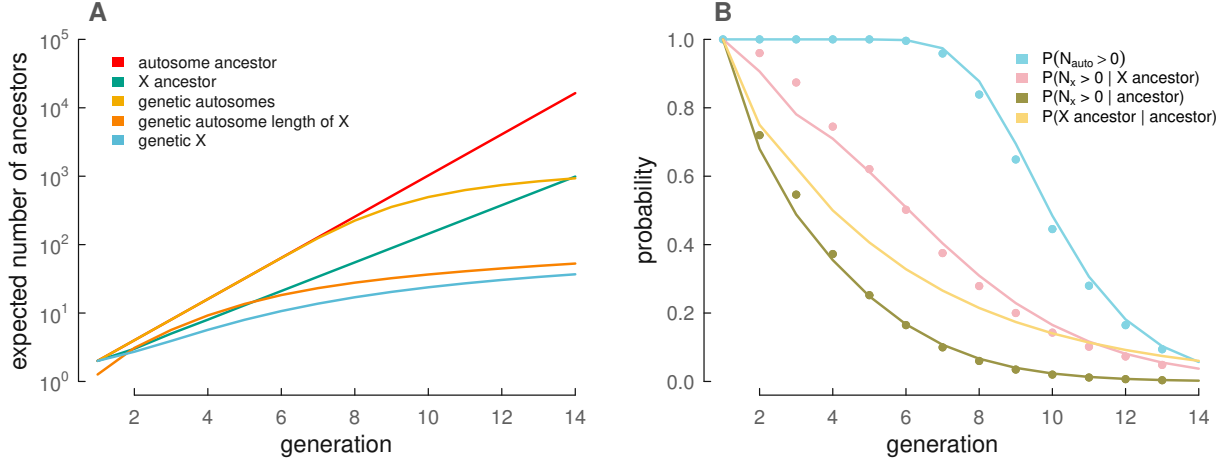 A
expected number of ancestors
10^5
10^4
10^3
10^2
10^1
10^0
autosome ancestor
X ancestor
genetic autosomes
genetic autosome length of X
genetic X
2 4 6 8 10 12 14
generation
B
probability
1.0
0.8
0.6
0.4
0.2
0.0
P(N_auto > 0)
P(N_x > 0 | X ancestor)
P(N_x > 0 | ancestor)
P(X ancestor | ancestor)
2 4 6 8 10 12 14
generation